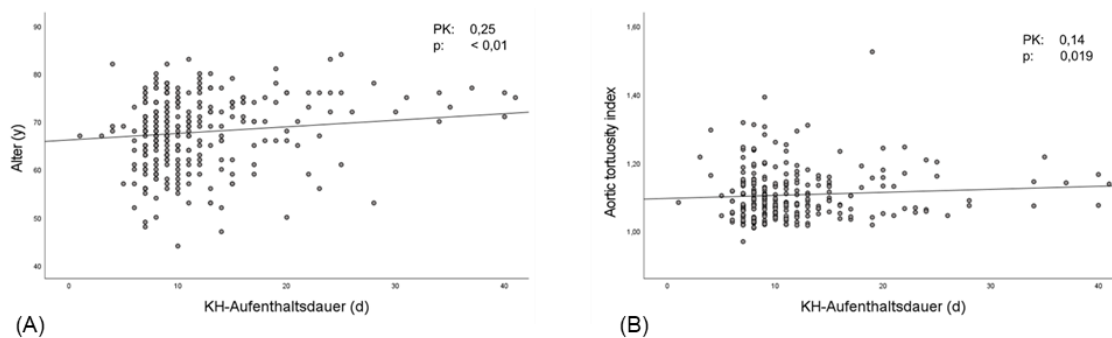 90
80
70
60
50
40
Alter (y)
PK: 0,25
p: < 0,01
0 10 20 30 40
KH-Aufenthaltsdauer (d)
(A)
1,60
1,40
1,20
1,00
Aortic tortuosity index
PK: 0,14
p: 0,019
0 10 20 30 40
KH-Aufenthaltsdauer (d)
(B)